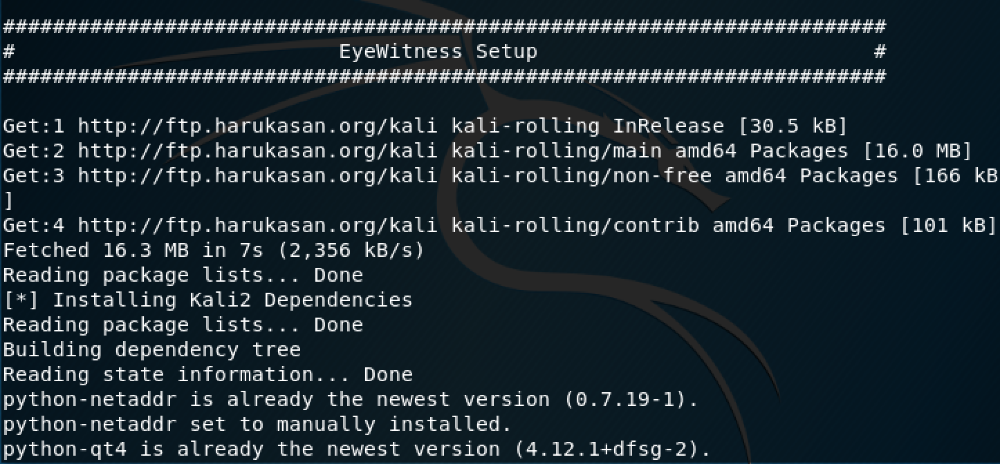 #######################################################################
#                          EyeWitness Setup                           #
#######################################################################
Get:1 http://ftp.harukasan.org/kali kali-rolling InRelease [30.5 kB]
Get:2 http://ftp.harukasan.org/kali kali-rolling/main amd64 Packages [16.0 MB]
Get:3 http://ftp.harukasan.org/kali kali-rolling/non-free amd64 Packages [166 kB
]
Get:4 http://ftp.harukasan.org/kali kali-rolling/contrib amd64 Packages [101 kB]
Fetched 16.3 MB in 7s (2,356 kB/s)
Reading package lists... Done
[*] Installing Kali2 Dependencies
Reading package lists... Done
Building dependency tree
Reading state information... Done
python-netaddr is already the newest version (0.7.19-1).
python-netaddr set to manually installed.
python-qt4 is already the newest version (4.12.1+dfsg-2).